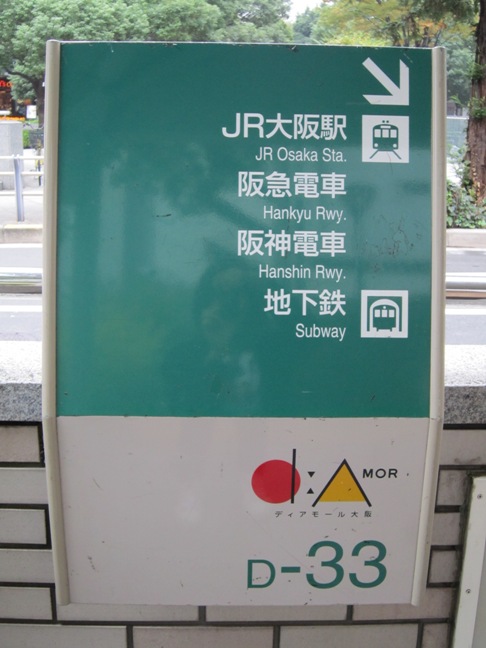 JR大阪駅
JR Osaka Sta.
阪急電車
Hankyu Rwy.
阪神電車
Hanshin Rwy.
地下鉄
Subway
MOR
ディアモール大阪
D-33